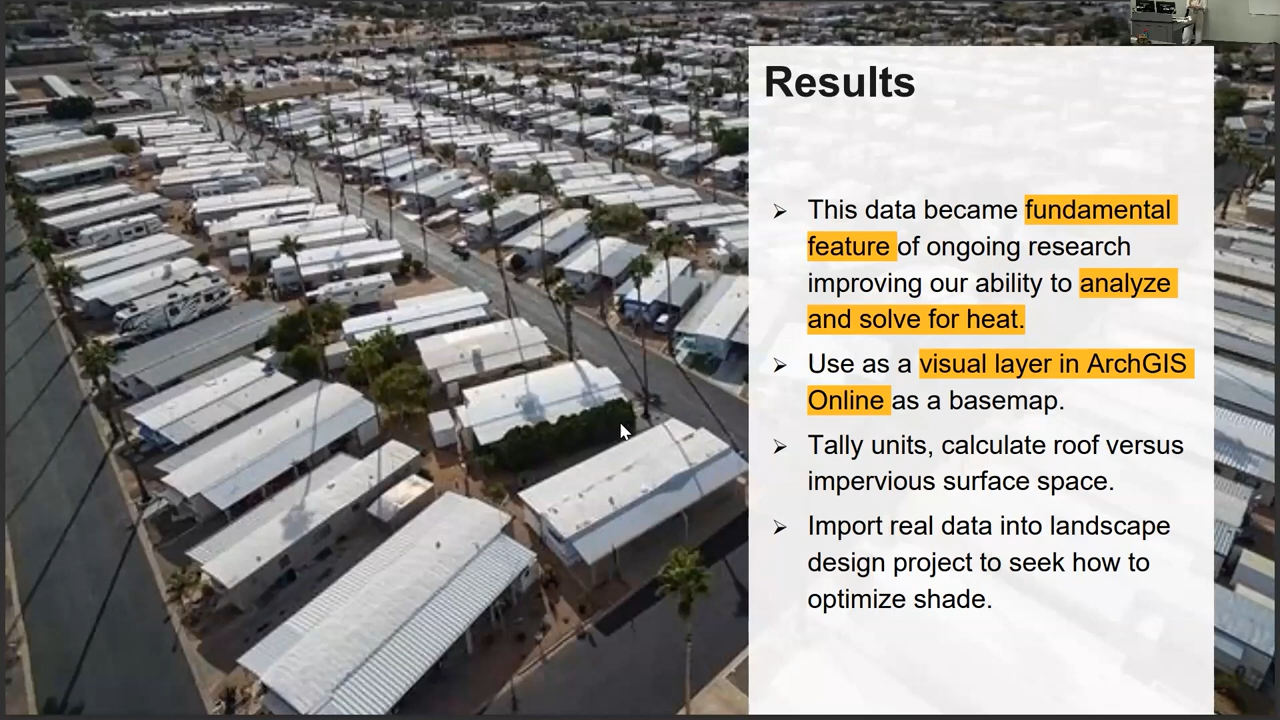 Results
➢ This data became fundamental
feature of ongoing research
improving our ability to analyze
and solve for heat.
➢ Use as a visual layer in ArchGIS
Online as a basemap.
➢ Tally units, calculate roof versus
impervious surface space.
➢ Import real data into landscape
design project to seek how to
optimize shade.